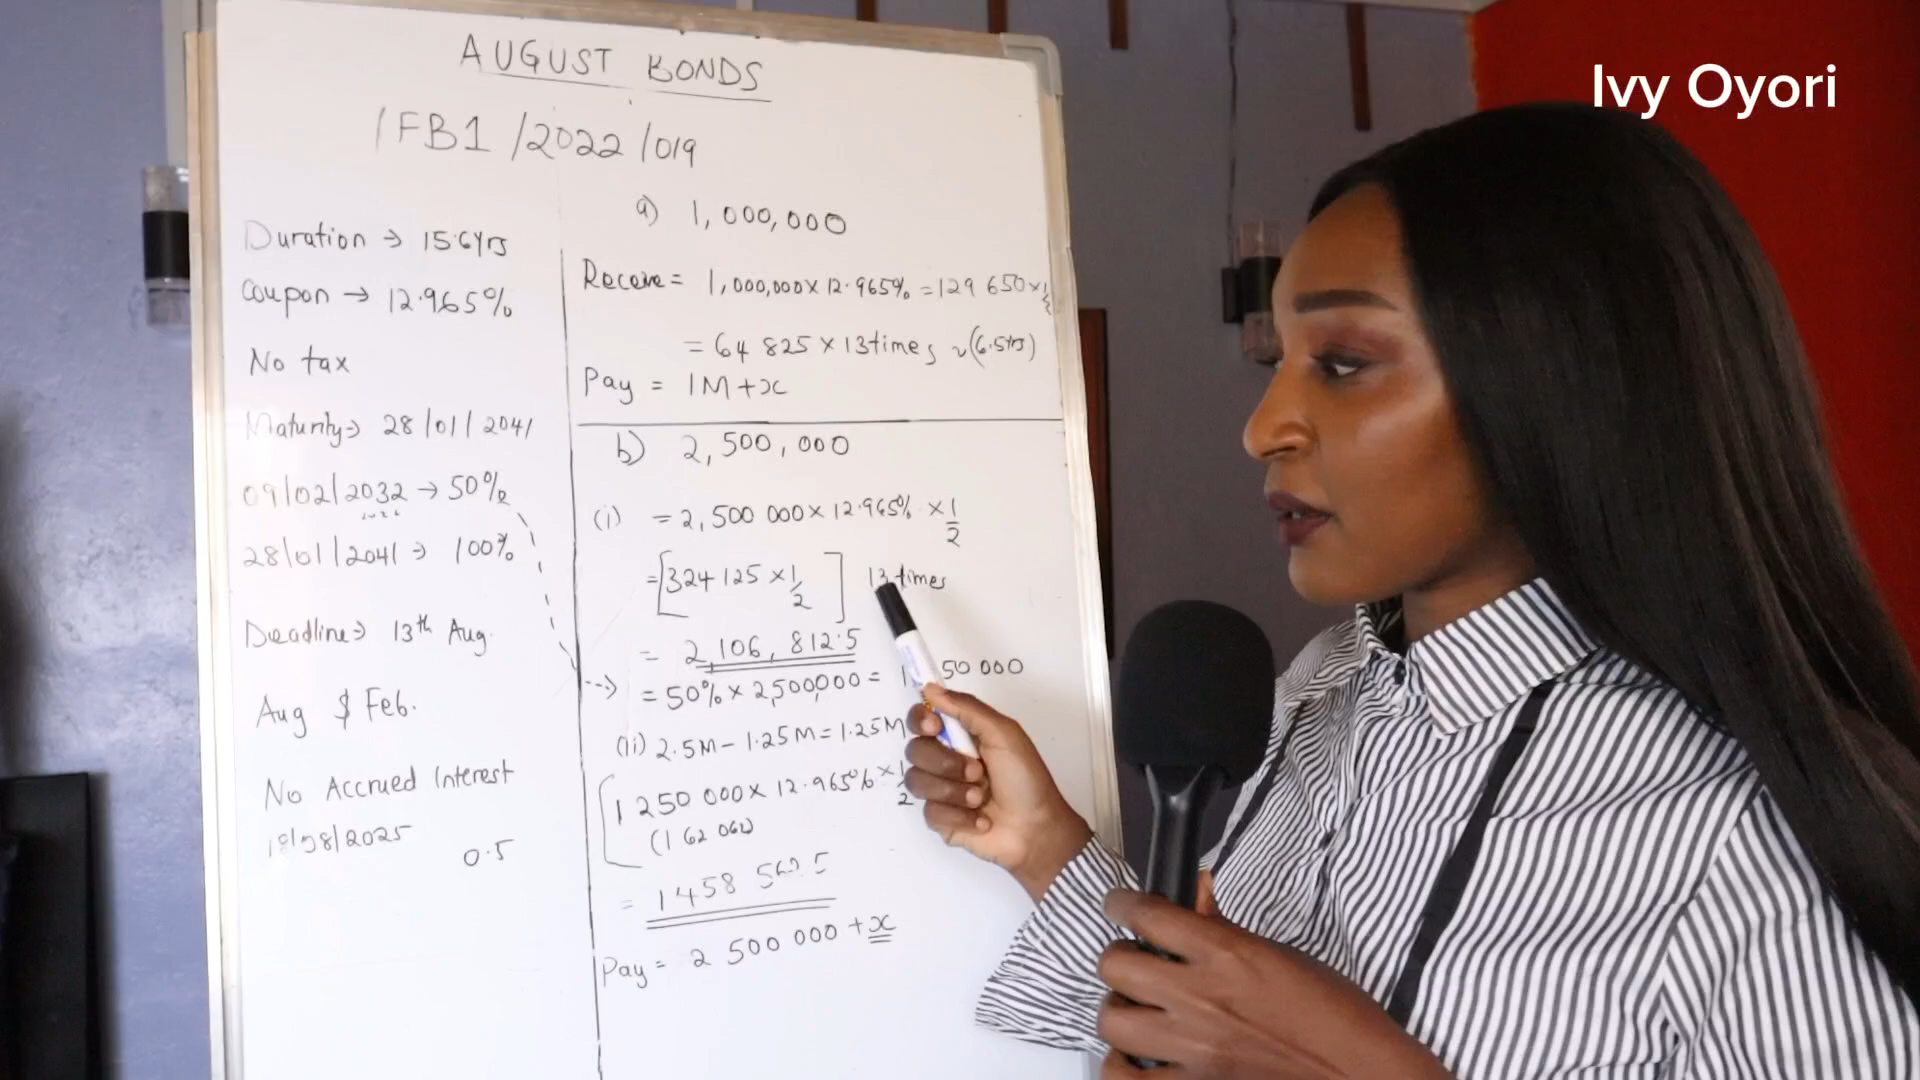 Ivy Oyori
AUGUST BONDS
IFB1/2022/019
Duration → 15.6yrs
Coupon → 12.965%
No tax
Maturity → 28/01/2041
09/02/2032 → 50%
28/01/2041 → 100%
Deadline → 13th Aug.
Aug & Feb.
No Accrued Interest
18/08/2025
0.5
a) 1,000,000
Receive = 1,000,000 x 12.965% = 129 650 x 1/2
= 64 825 x 13 times ~ (6.5yrs)
Pay = 1M + x
b) 2,500,000
(i) = 2,500 000 x 12.965% x 1/2
= [324 125 x 1/2] 13 times
= 2,106,812.5
--> = 50% x 2,500,000 = 1 50 000
(ii) 2.5M - 1.25M = 1.25M
1 250 000 x 12.965% x 1/2
(162 062)
= 1458 562.5
Pay = 2 500 000 + x